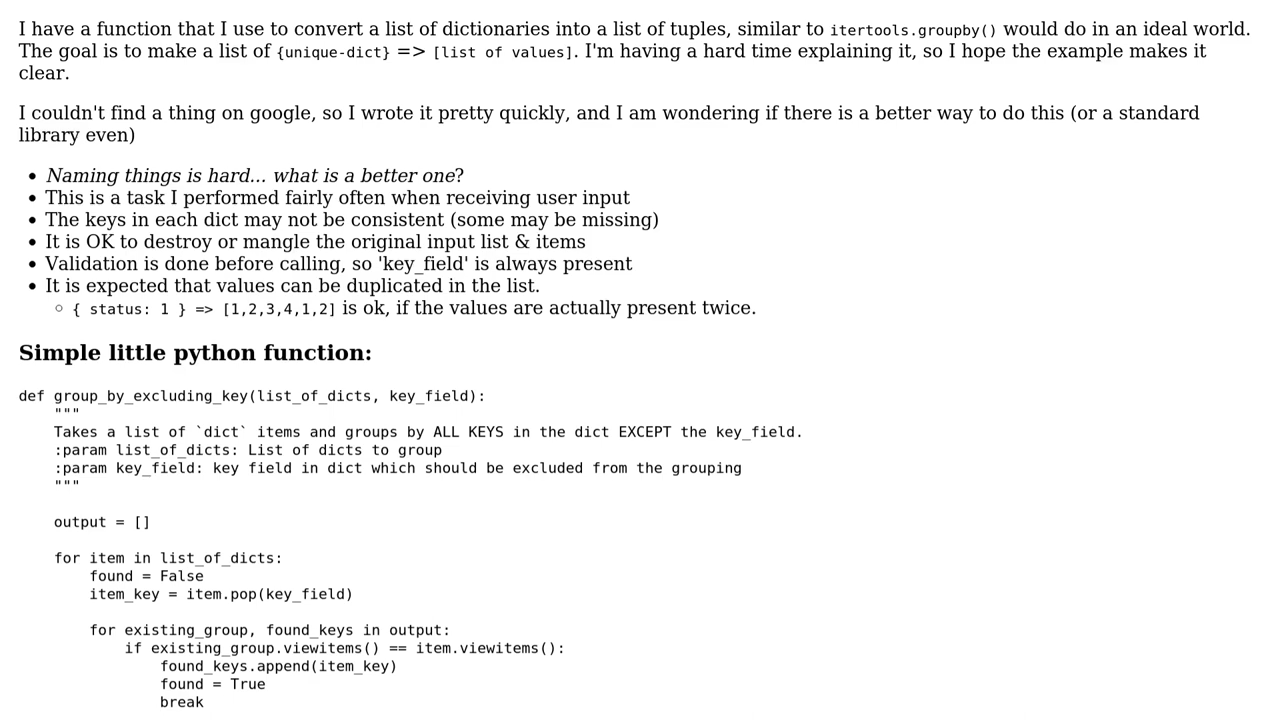 I have a function that I use to convert a list of dictionaries into a list of tuples, similar to itertools.groupby() would do in an ideal world.
The goal is to make a list of {unique-dict} => [list of values]. I'm having a hard time explaining it, so I hope the example makes it
clear.
I couldn't find a thing on google, so I wrote it pretty quickly, and I am wondering if there is a better way to do this (or a standard
library even)
• Naming things is hard... what is a better one?
• This is a task I performed fairly often when receiving user input
• The keys in each dict may not be consistent (some may be missing)
• It is OK to destroy or mangle the original input list & items
• Validation is done before calling, so 'key_field' is always present
• It is expected that values can be duplicated in the list.
◦ { status: 1 } => [1,2,3,4,1,2] is ok, if the values are actually present twice.
Simple little python function:
def group_by_excluding_key(list_of_dicts, key_field):
    """
    Takes a list of `dict` items and groups by ALL KEYS in the dict EXCEPT the key_field.
    :param list_of_dicts: List of dicts to group
    :param key_field: key field in dict which should be excluded from the grouping
    """
    output = []
    for item in list_of_dicts:
        found = False
        item_key = item.pop(key_field)
        for existing_group, found_keys in output:
            if existing_group.viewitems() == item.viewitems():
                found_keys.append(item_key)
                found = True
                break